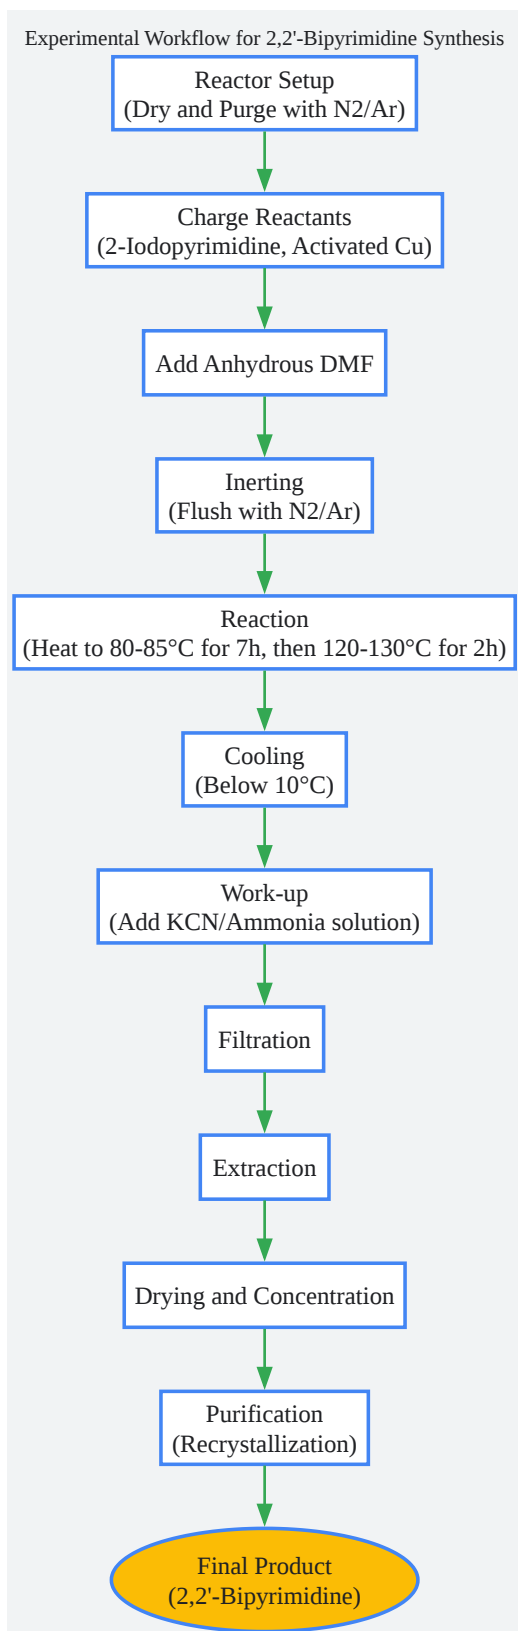 Experimental Workflow for 2,2'-Bipyrimidine Synthesis
Reactor Setup
(Dry and Purge with N2/Ar)
Charge Reactants
(2-Iodopyrimidine, Activated Cu)
Add Anhydrous DMF
Inerting
(Flush with N2/Ar)
Reaction
(Heat to 80-85°C for 7h, then 120-130°C for 2h)
Cooling
(Below 10°C)
Work-up
(Add KCN/Ammonia solution)
Filtration
Extraction
Drying and Concentration
Purification
(Recrystallization)
Final Product
(2,2'-Bipyrimidine)